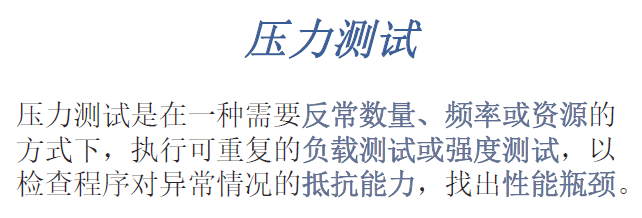 压力测试
压力测试是在一种需要反常数量、频率或资源的
方式下，执行可重复的负载测试或强度测试，以
检查程序对异常情况的抵抗能力，找出性能瓶颈。